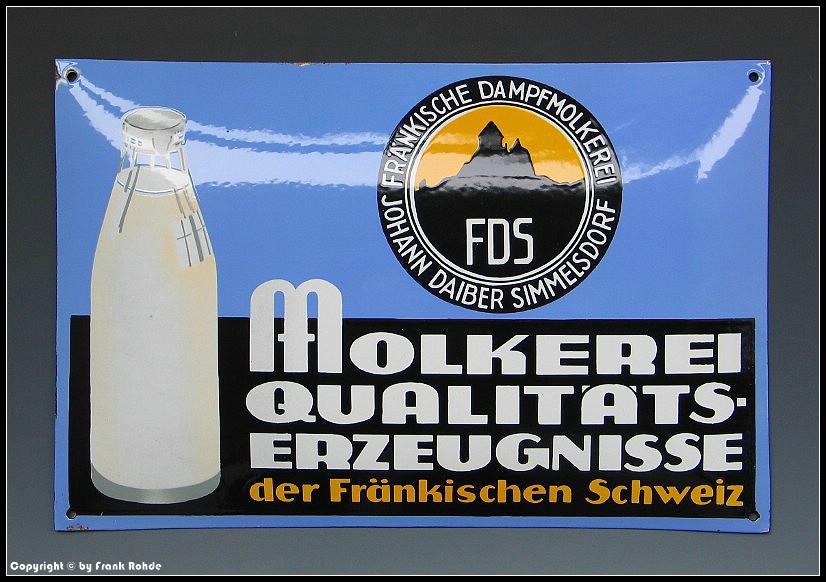 FRÄNKISCHE DAMPFMOLKEREI
JOHANN DAIBER SIMMELSDORF
FDS
MOLKEREI
QUALITÄTS-
ERZEUGNISSE
der Fränkischen Schweiz
Copyright © by Frank Rohde